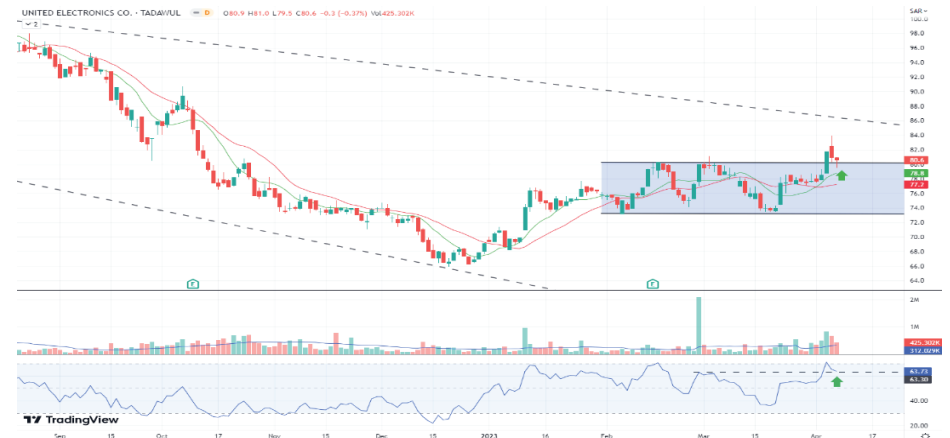 UNITED ELECTRONICS CO. · TADAWUL D O80.9 H81.0 L79.5 C80.6 −0.3 (−0.37%) Vol425.302K
SAR
2
100.0
98.0
96.0
94.0
92.0
90.0
88.0
86.0
84.0
82.0
80.6
78.8
78.0
77.2
76.0
74.0
72.0
70.0
68.0
66.0
64.0
E
E
2M
1M
425.302K
312.029K
63.73
63.30
40.00
20.00
TradingView
Sep 15 Oct 17 Nov 15 Dec 15 2023 16 Feb 15 Mar 15 Apr 17